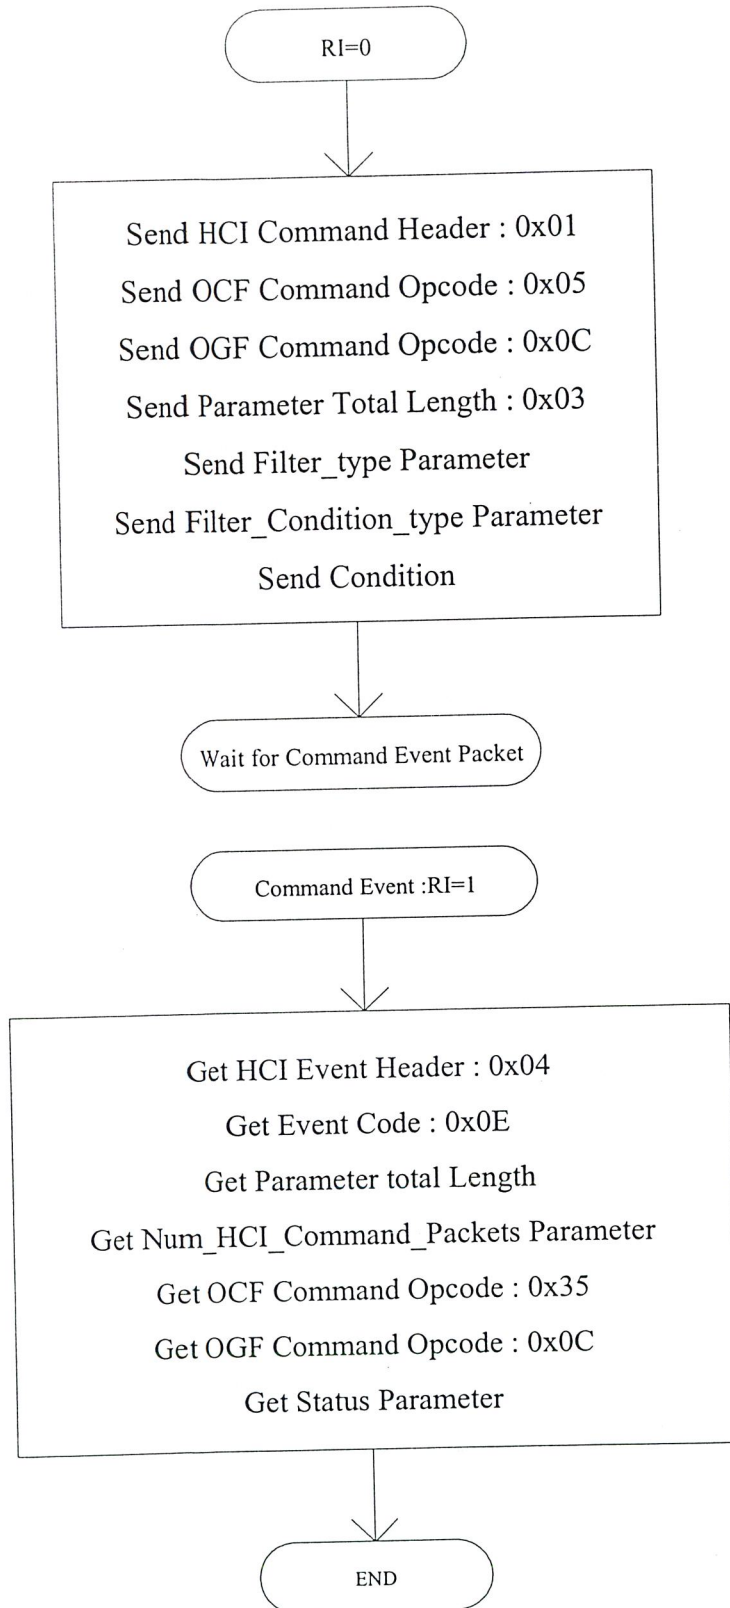 RI=0
Send HCI Command Header : 0x01
Send OCF Command Opcode : 0x05
Send OGF Command Opcode : 0x0C
Send Parameter Total Length : 0x03
Send Filter_type Parameter
Send Filter_Condition_type Parameter
Send Condition
Wait for Command Event Packet
Command Event :RI=1
Get HCI Event Header : 0x04
Get Event Code : 0x0E
Get Parameter total Length
Get Num_HCI_Command_Packets Parameter
Get OCF Command Opcode : 0x35
Get OGF Command Opcode : 0x0C
Get Status Parameter
END